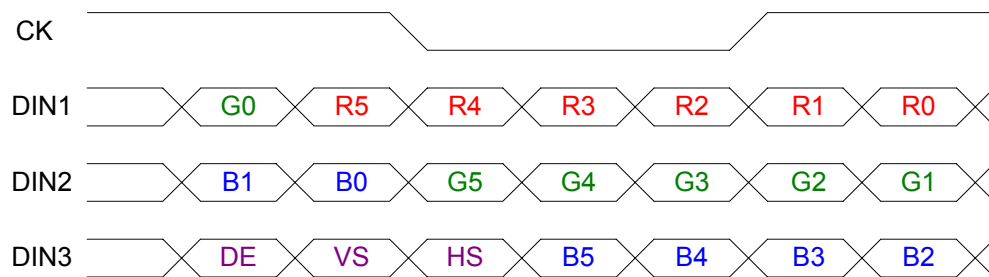 CK
DIN1 G0 R5 R4 R3 R2 R1 R0
DIN2 B1 B0 G5 G4 G3 G2 G1
DIN3 DE VS HS B5 B4 B3 B2